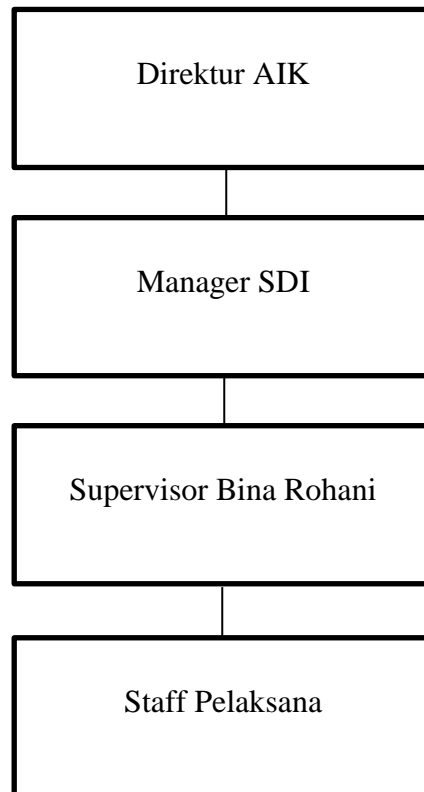 Direktur AIK
Manager SDI
Supervisor Bina Rohani
Staff Pelaksana